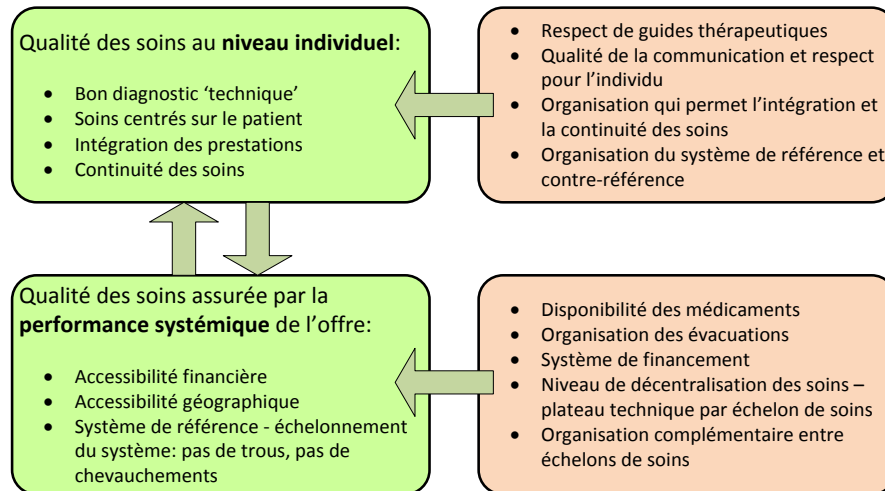 Qualité des soins au niveau individuel:
• Bon diagnostic ‘technique’
• Soins centrés sur le patient
• Intégration des prestations
• Continuité des soins
• Respect de guides thérapeutiques
• Qualité de la communication et respect
pour l’individu
• Organisation qui permet l’intégration et
la continuité des soins
• Organisation du système de référence et
contre-référence
Qualité des soins assurée par la
performance systémique de l’offre:
• Accessibilité financière
• Accessibilité géographique
• Système de référence - échelonnement
du système: pas de trous, pas de
chevauchements
• Disponibilité des médicaments
• Organisation des évacuations
• Système de financement
• Niveau de décentralisation des soins –
plateau technique par échelon de soins
• Organisation complémentaire entre
échelons de soins